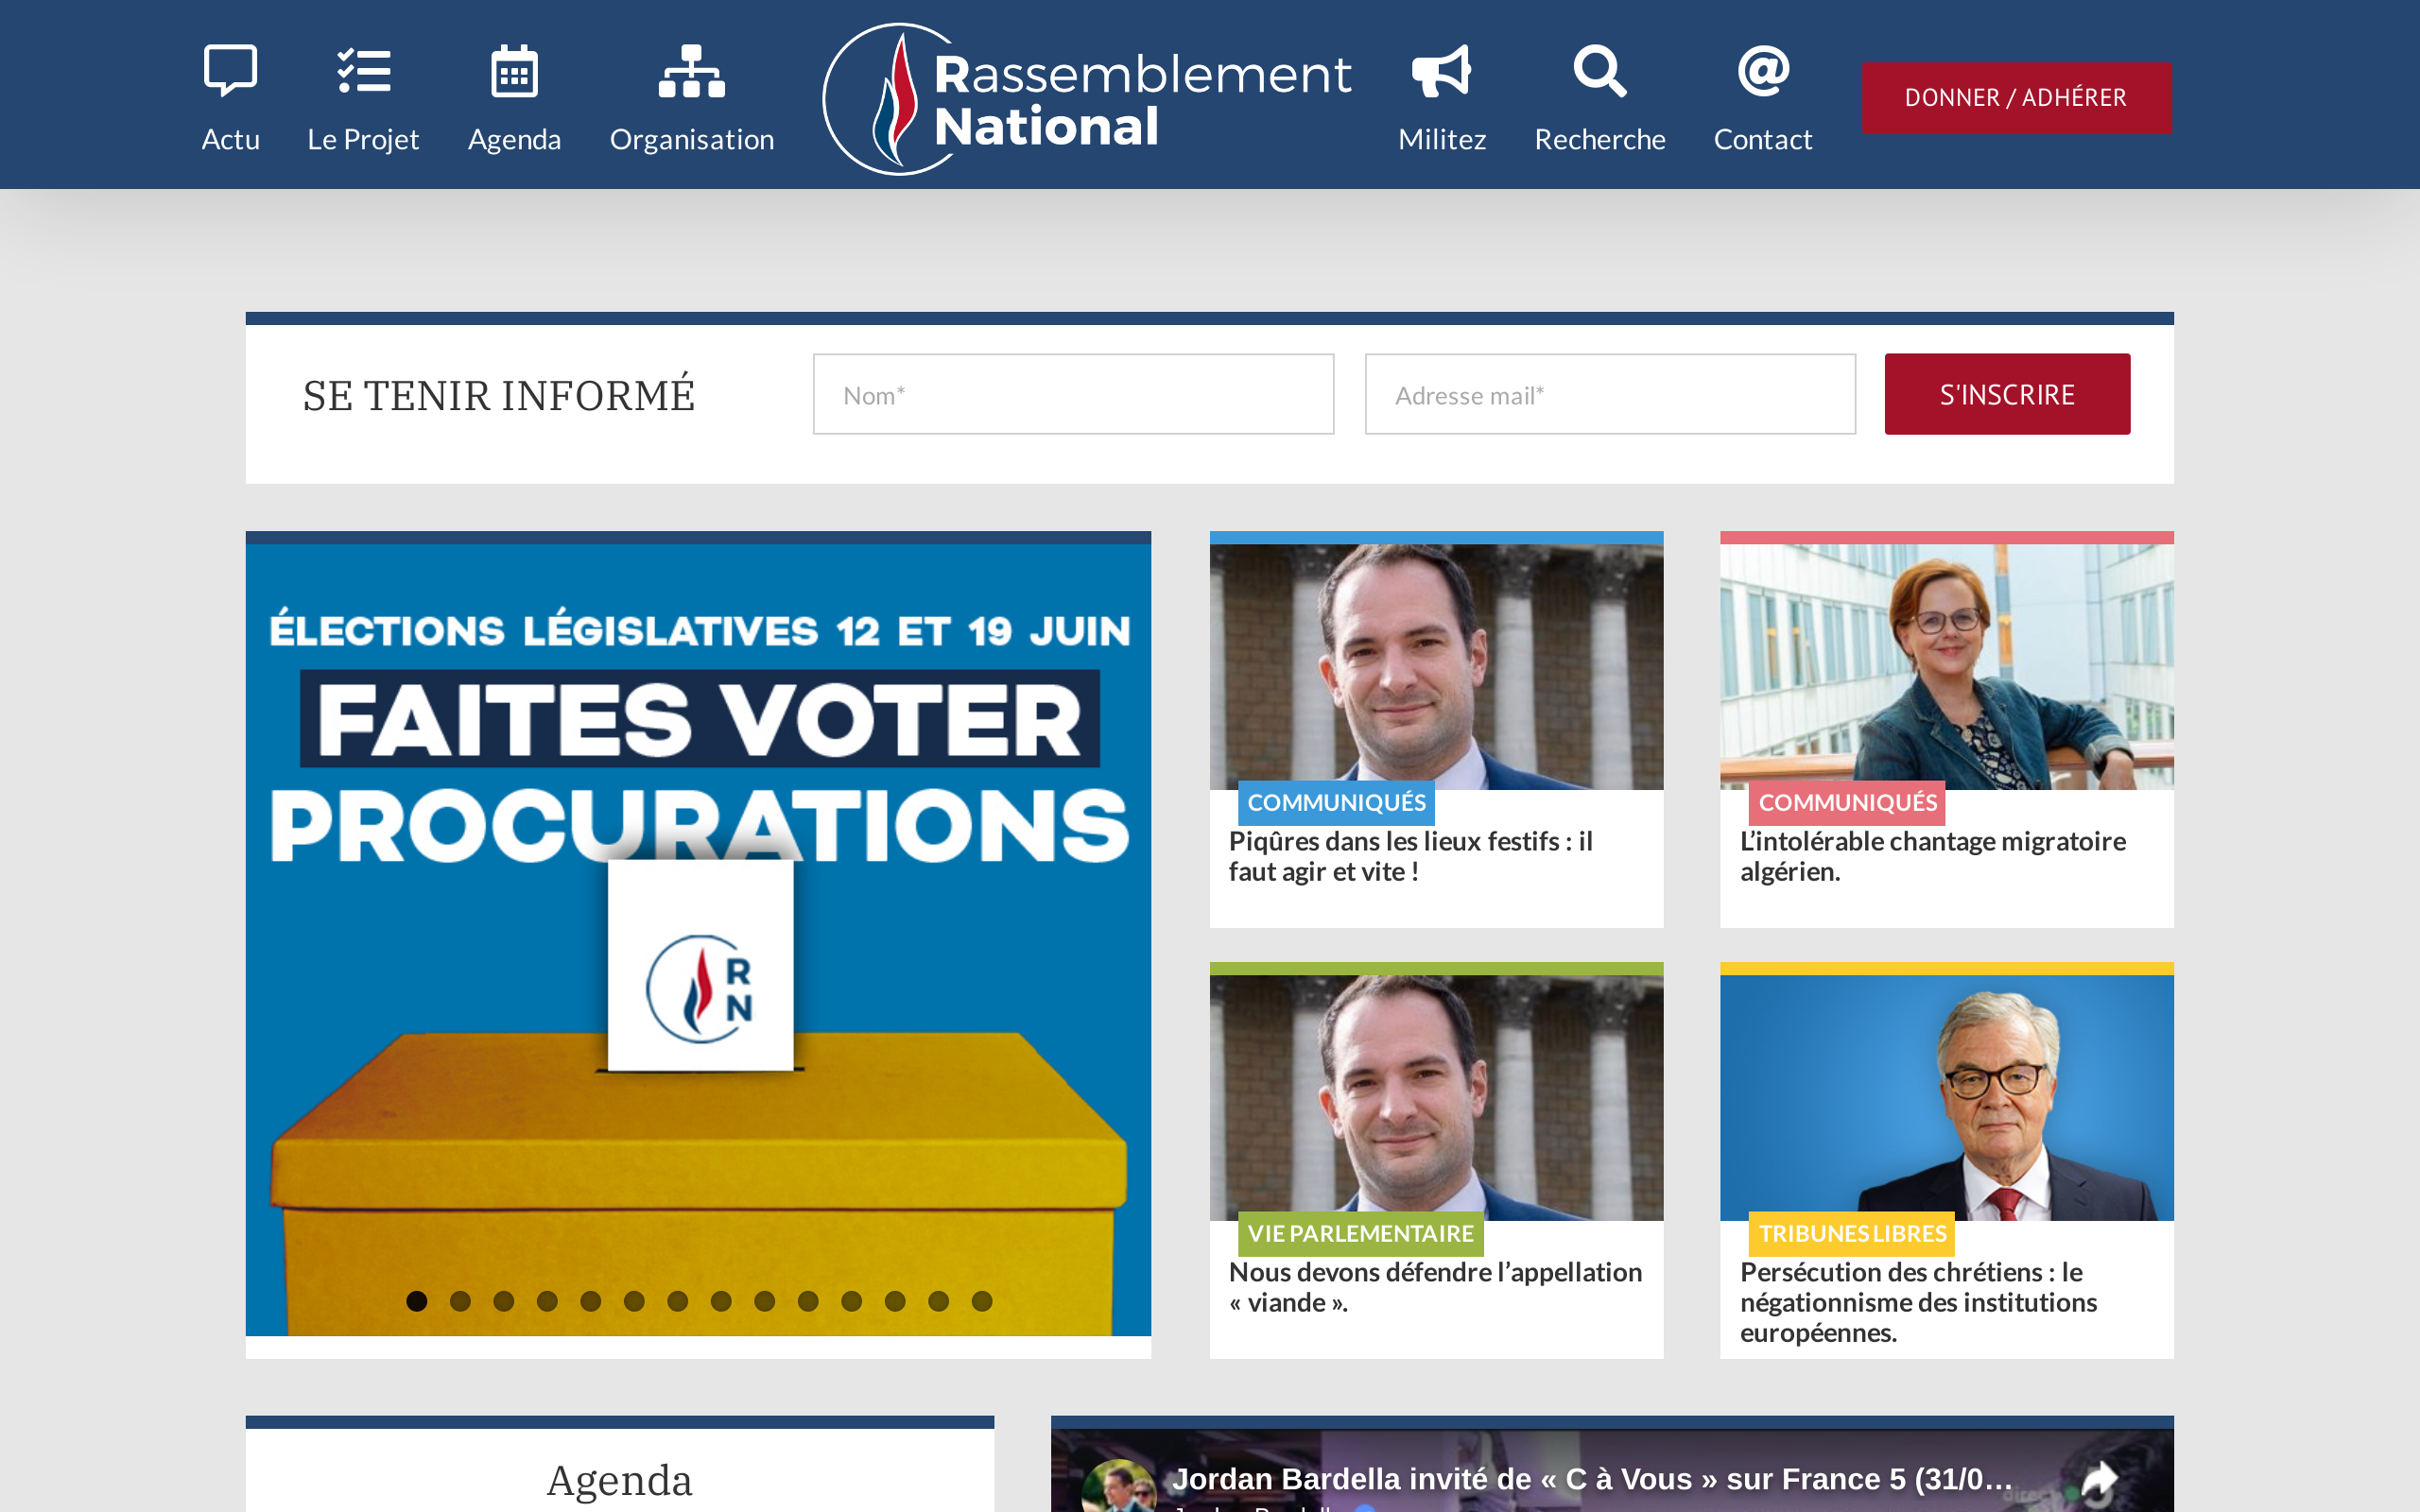 Actu
Le Projet
Agenda
Organisation
Rassemblement
National
Militez
Recherche
Contact
DONNER / ADHÉRER
SE TENIR INFORMÉ
Nom*
Adresse mail*
S'INSCRIRE
ÉLECTIONS LÉGISLATIVES 12 ET 19 JUIN
FAITES VOTER
PROCURATIONS
R
N
COMMUNIQUÉS
Piqûres dans les lieux festifs : il
faut agir et vite !
COMMUNIQUÉS
L’intolérable chantage migratoire
algérien.
VIE PARLEMENTAIRE
Nous devons défendre l’appellation
« viande ».
TRIBUNES LIBRES
Persécution des chrétiens : le
négationnisme des institutions
européennes.
Agenda
Jordan Bardella invité de « C à Vous » sur France 5 (31/0…
direct